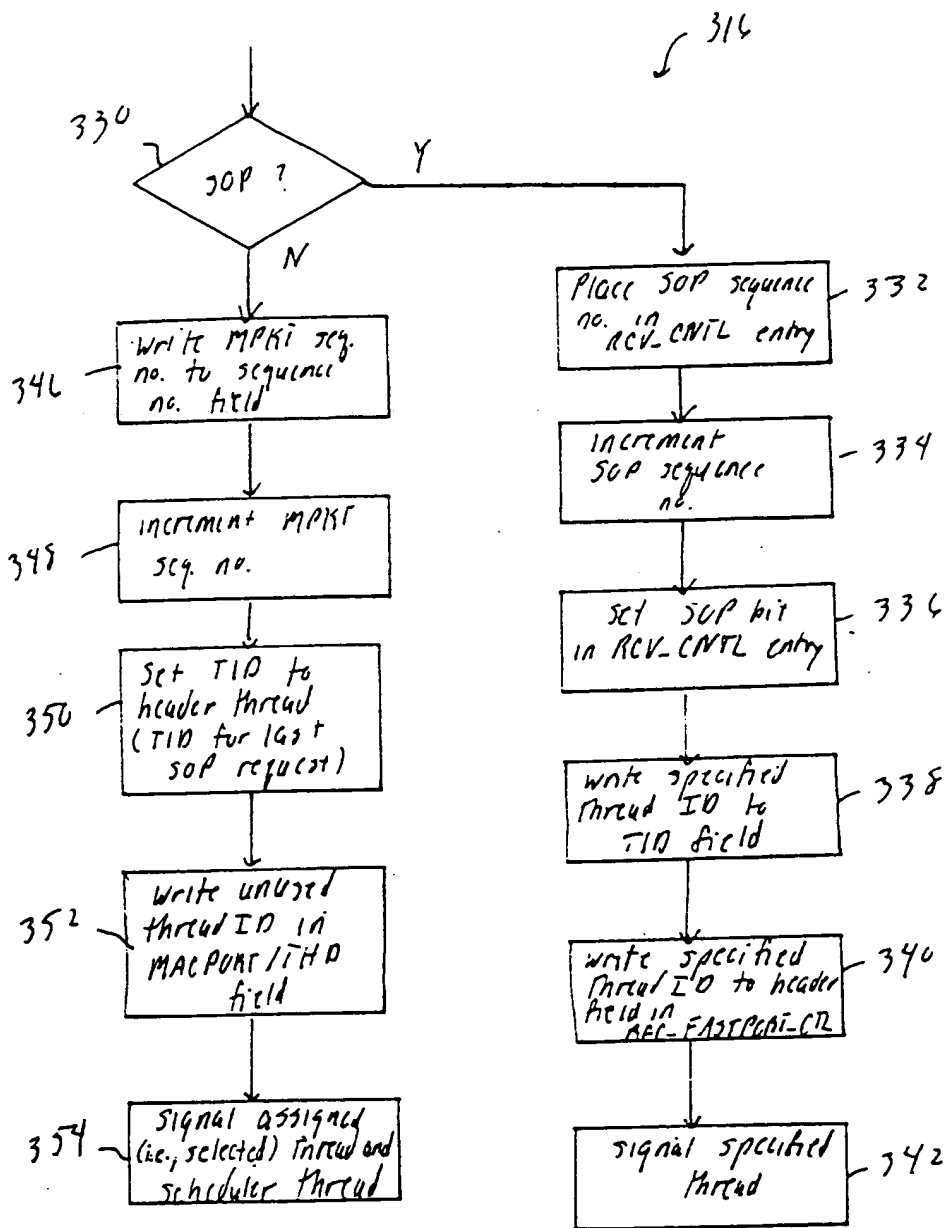 316
330
SOP ?
Y
N
Place SOP sequence
no. in
RCV_CNTL entry
332
Write MPKT seq.
no. to sequence
no. field
346
increment
SOP sequence
no.
334
increment MPKT
seq. no.
348
set SOP bit
in RCV_CNTL entry
336
Set TID to
header thread
(TID for last
SOP request)
350
write specified
thread ID to
TID field
338
Write unused
thread ID in
MACPORT/THD
field
352
write specified
thread ID to header
field in
REC_FASTPORT_CTL
340
signal assigned
(i.e., selected) thread and
scheduler thread
354
signal specified
thread
342